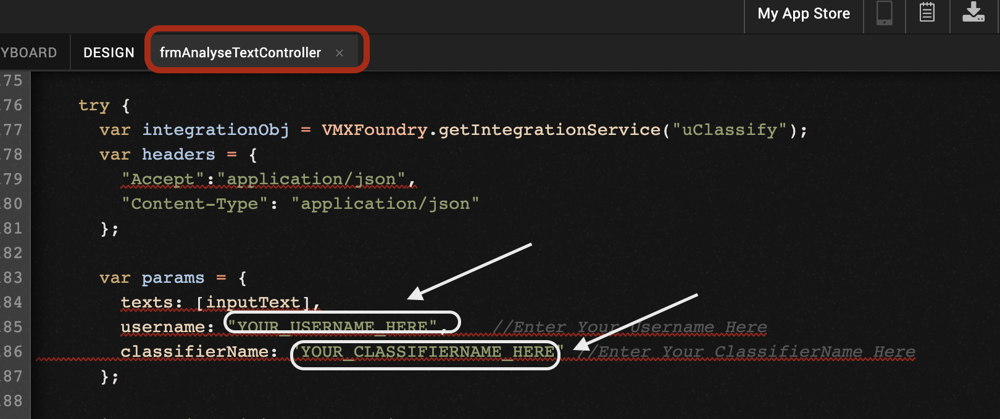 My App Store
YBOARD DESIGN frmAnalyseTextController ×
75
76 try {
77 var integrationObj = VMXFoundry.getIntegrationService("uClassify");
78 var headers = {
79 "Accept":"application/json",
80 "Content-Type": "application/json"
81 };
82
83 var params = {
84 texts: [inputText],
85 username: "YOUR_USERNAME_HERE", //Enter Your Username Here
86 classifierName: "YOUR_CLASSIFIERNAME_HERE" //Enter Your ClassifierName Here
87 };
88